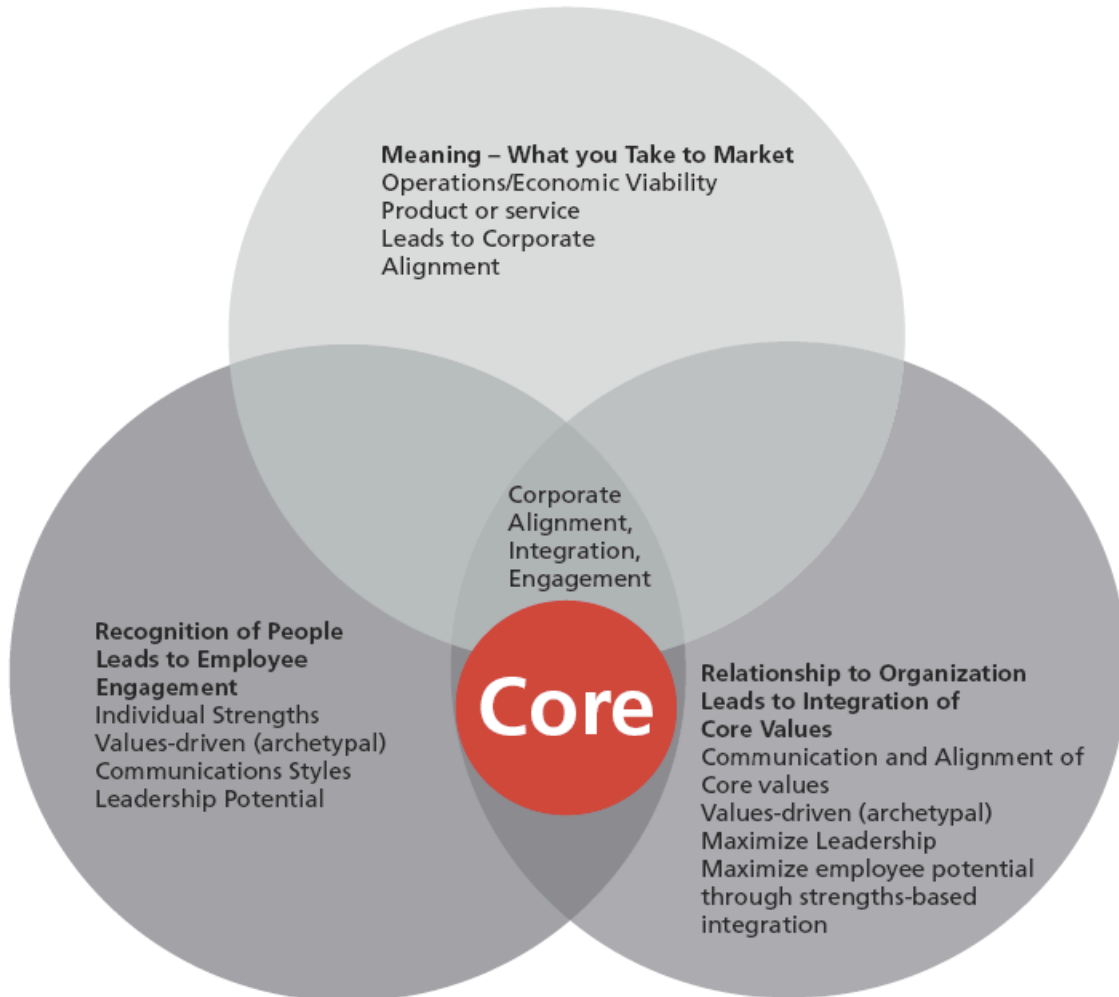 Meaning – What you Take to Market
Operations/Economic Viability
Product or service
Leads to Corporate
Alignment
Corporate
Alignment,
Integration,
Engagement
Core
Recognition of People
Leads to Employee
Engagement
Individual Strengths
Values-driven (archetypal)
Communications Styles
Leadership Potential
Relationship to Organization
Leads to Integration of
Core Values
Communication and Alignment of
Core values
Values-driven (archetypal)
Maximize Leadership
Maximize employee potential
through strengths-based
integration